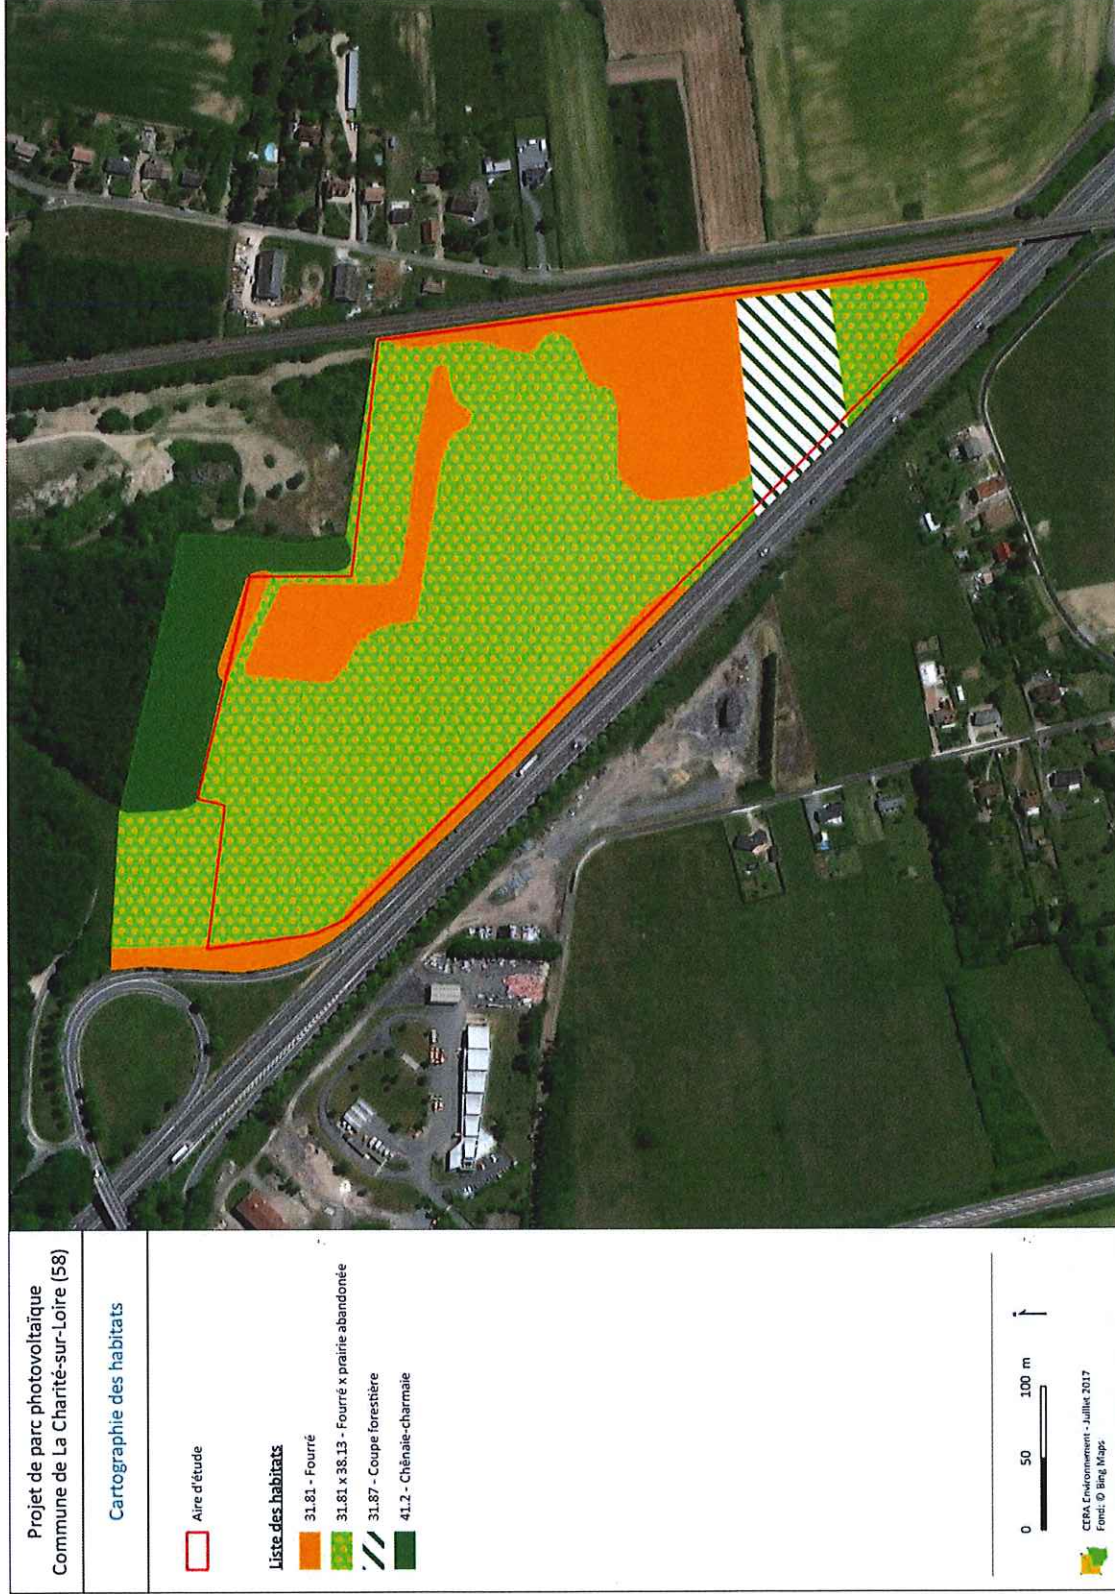 Projet de parc photovoltaïque
Commune de La Charité-sur-Loire (58)
Cartographie des habitats
Aire d'étude
Liste des habitats
31.81 - Fourré
31.81 x 38.13 - Fourré x prairie abandonée
31.87 - Coupe forestière
41.2 - Chênaie-charmaie
0 50 100 m
CERA Environnement - Juillet 2017
Fond: © Bing Maps